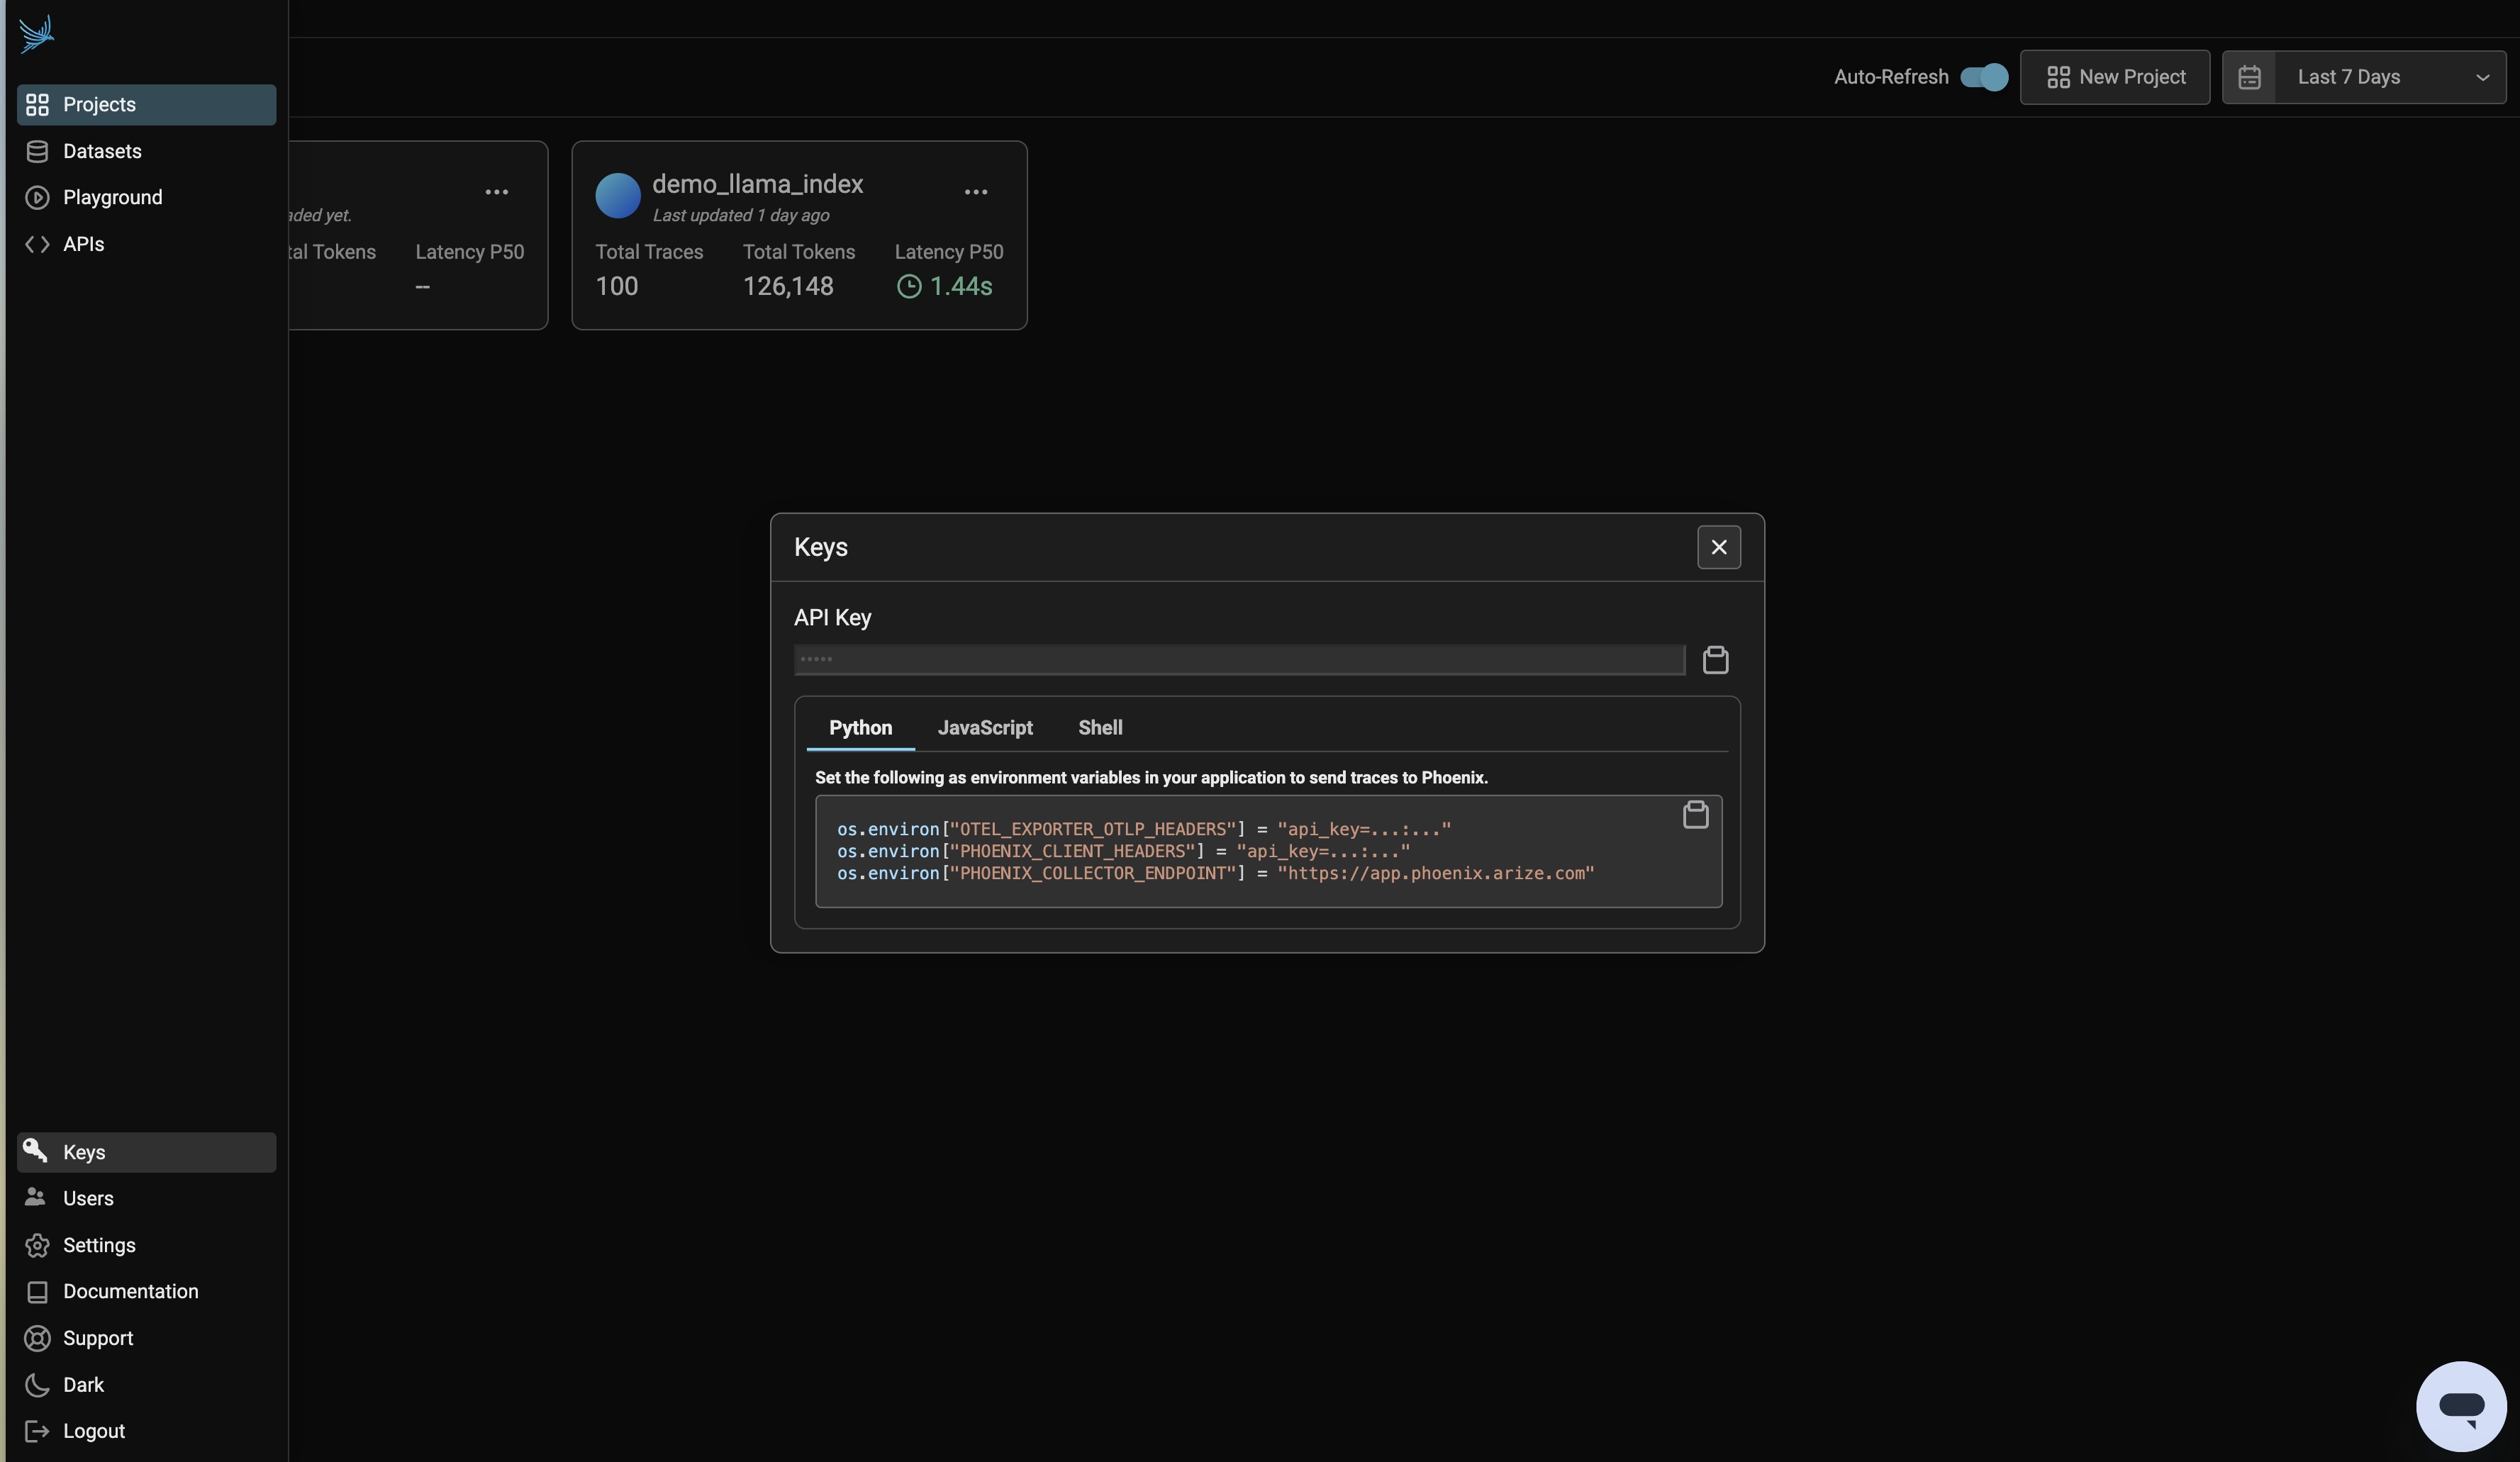 Projects
Datasets
Playground
APIs
Keys
Users
Settings
Documentation
Support
Dark
Logout
Auto-Refresh
New Project
Last 7 Days
yet.
Tokens Latency P50
--
demo_llama_index
Last updated 1 day ago
Total Traces Total Tokens Latency P50
100 126,148 1.44s
Keys
API Key
•••••
Python JavaScript Shell
Set the following as environment variables in your application to send traces to Phoenix.
os.environ["OTEL_EXPORTER_OTLP_HEADERS"] = "api_key=...:..."
os.environ["PHOENIX_CLIENT_HEADERS"] = "api_key=...:..."
os.environ["PHOENIX_COLLECTOR_ENDPOINT"] = "https://app.phoenix.arize.com"